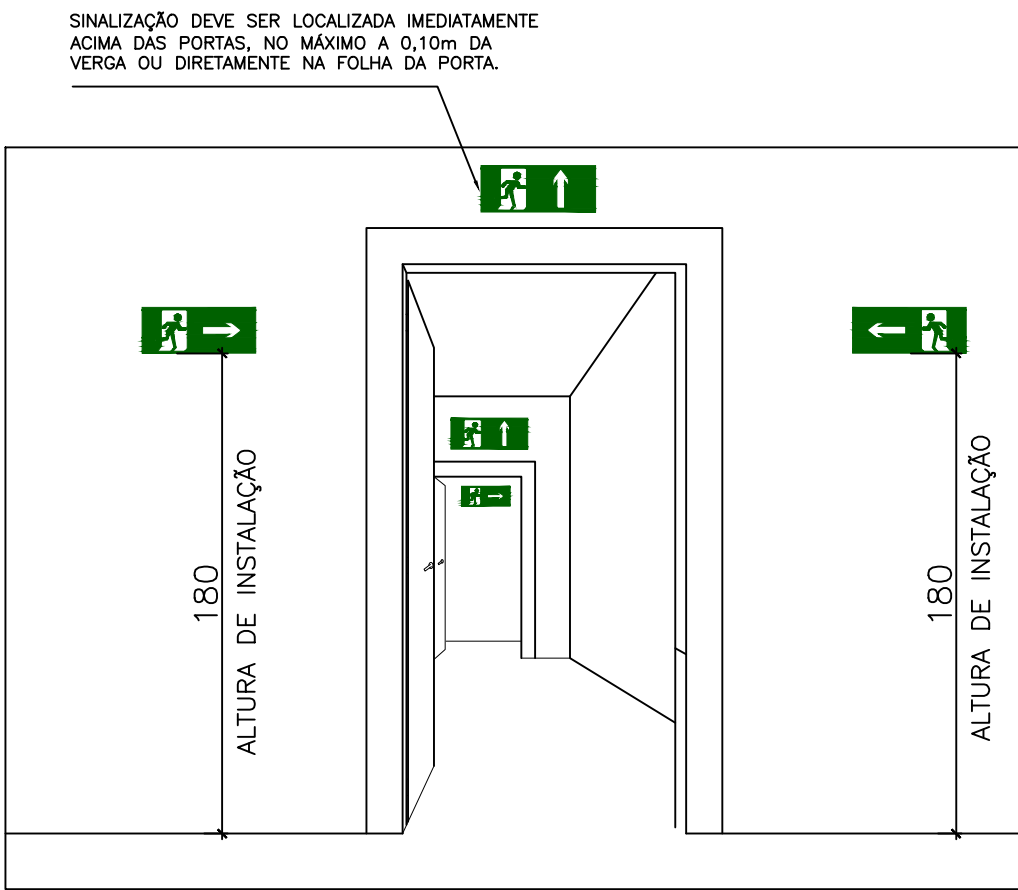 SINALIZAÇÃO DEVE SER LOCALIZADA IMEDIATAMENTE
ACIMA DAS PORTAS, NO MÁXIMO A 0,10m DA
VERGA OU DIRETAMENTE NA FOLHA DA PORTA.
180
ALTURA DE INSTALAÇÃO
180
ALTURA DE INSTALAÇÃO